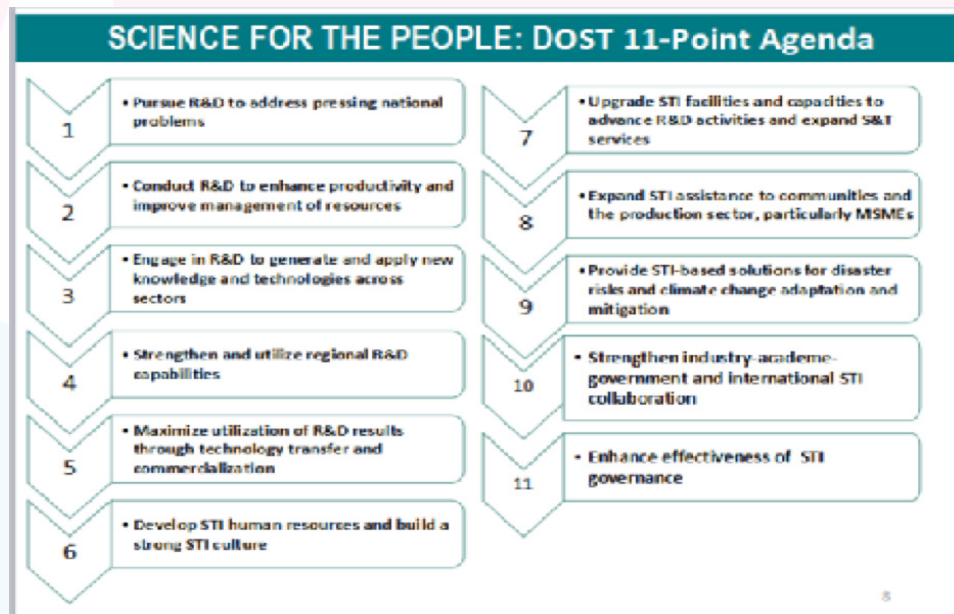 SCIENCE FOR THE PEOPLE: DOST 11-Point Agenda
1
• Pursue R&D to address pressing national
problems
2
• Conduct R&D to enhance productivity and
improve management of resources
3
• Engage in R&D to generate and apply new
knowledge and technologies across
sectors
4
• Strengthen and utilize regional R&D
capabilities
5
• Maximize utilization of R&D results
through technology transfer and
commercialization
6
• Develop STI human resources and build a
strong STI culture
7
• Upgrade STI facilities and capacities to
advance R&D activities and expand S&T
services
8
• Expand STI assistance to communities and
the production sector, particularly MSMEs
9
• Provide STI-based solutions for disaster
risks and climate change adaptation and
mitigation
10
• Strengthen industry-academe-
government and international STI
collaboration
11
• Enhance effectiveness of STI
governance
8